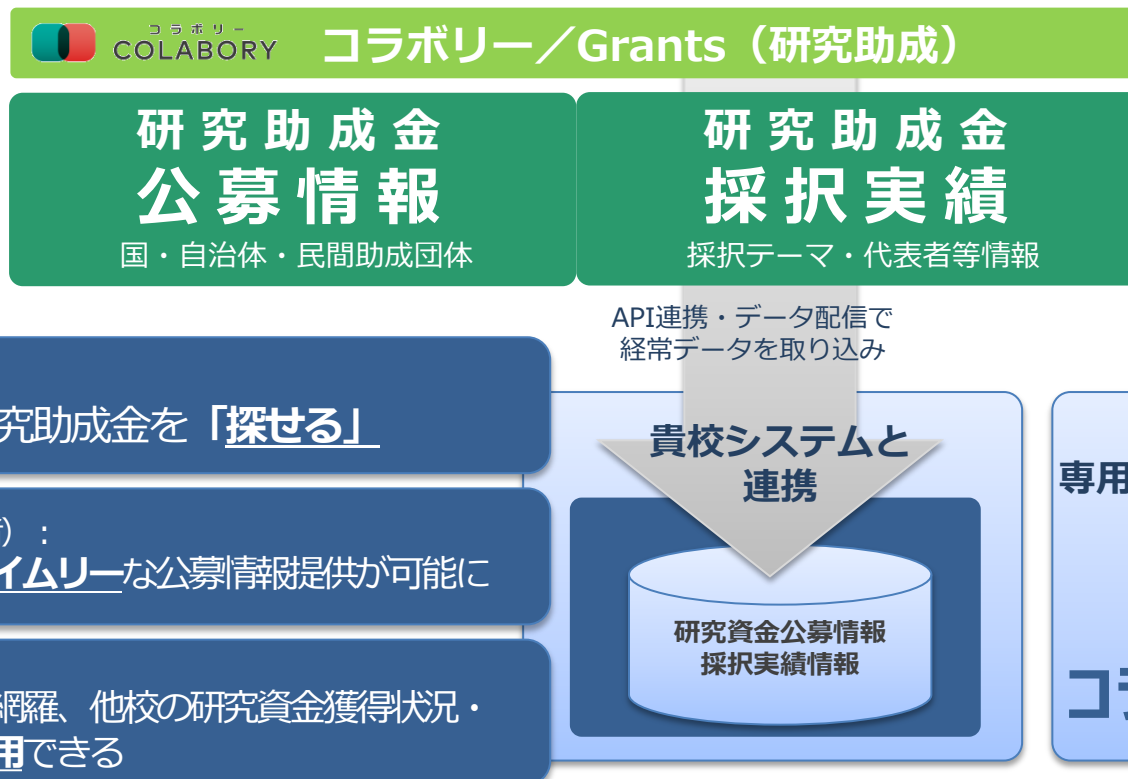 コラボリー
COLABORY
コラボリー／Grants（研究助成）
研究助成金
公募情報
国・自治体・民間助成団体
研究助成金
採択実績
採択テーマ・代表者等情報
API連携・データ配信で
経常データを取り込み
究助成金を「探せる」
）：
イムリーな公募情報提供が可能に
網羅、他校の研究資金獲得状況・
用できる
貴校システムと
連携
研究資金公募情報
採択実績情報
専用
コラ